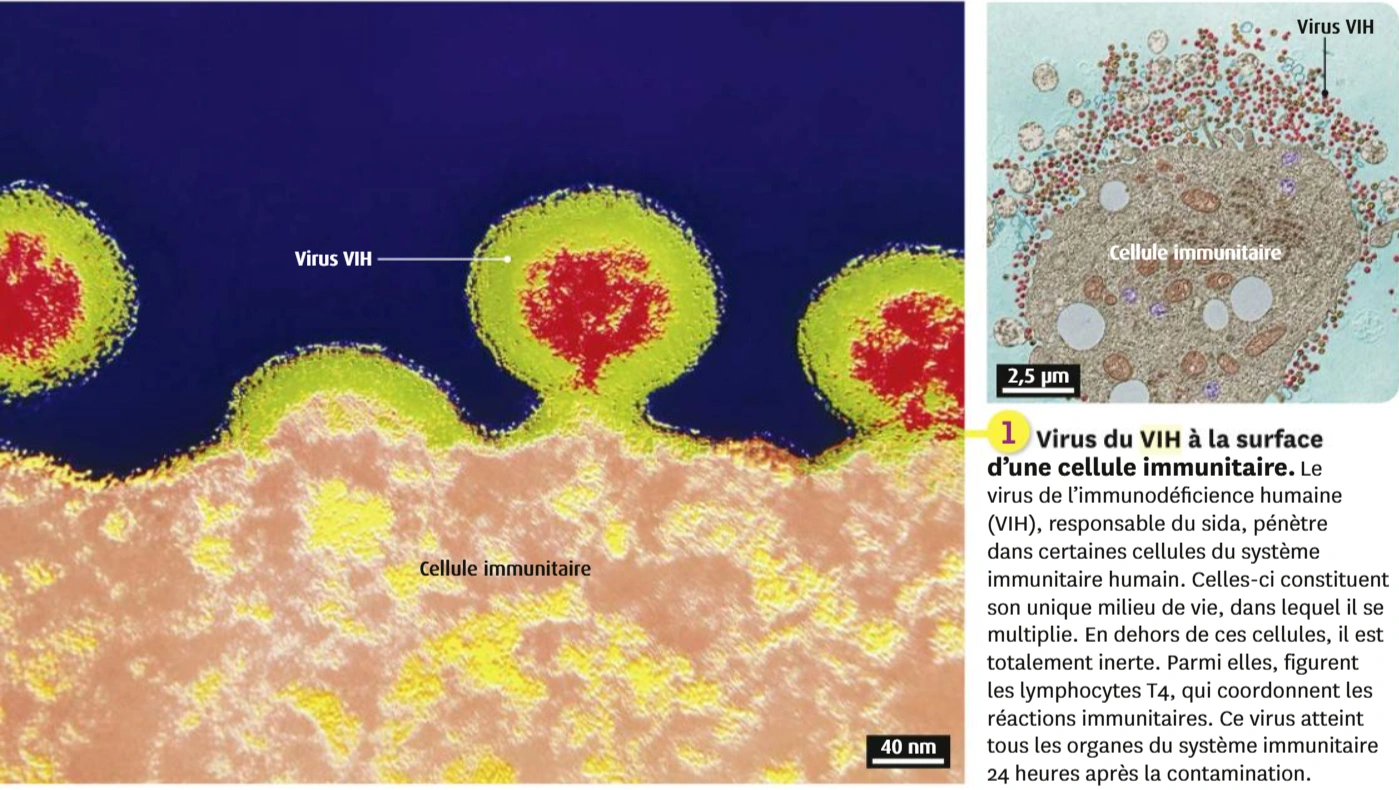 Virus VIH
Cellule immunitaire
40 nm
Virus VIH
Cellule immunitaire
2,5 µm
1 Virus du VIH à la surface
d'une cellule immunitaire. Le
virus de l'immunodéficience humaine
(VIH), responsable du sida, pénètre
dans certaines cellules du système
immunitaire humain. Celles-ci constituent
son unique milieu de vie, dans lequel il se
multiplie. En dehors de ces cellules, il est
totalement inerte. Parmi elles, figurent
les lymphocytes T4, qui coordonnent les
réactions immunitaires. Ce virus atteint
tous les organes du système immunitaire
24 heures après la contamination.